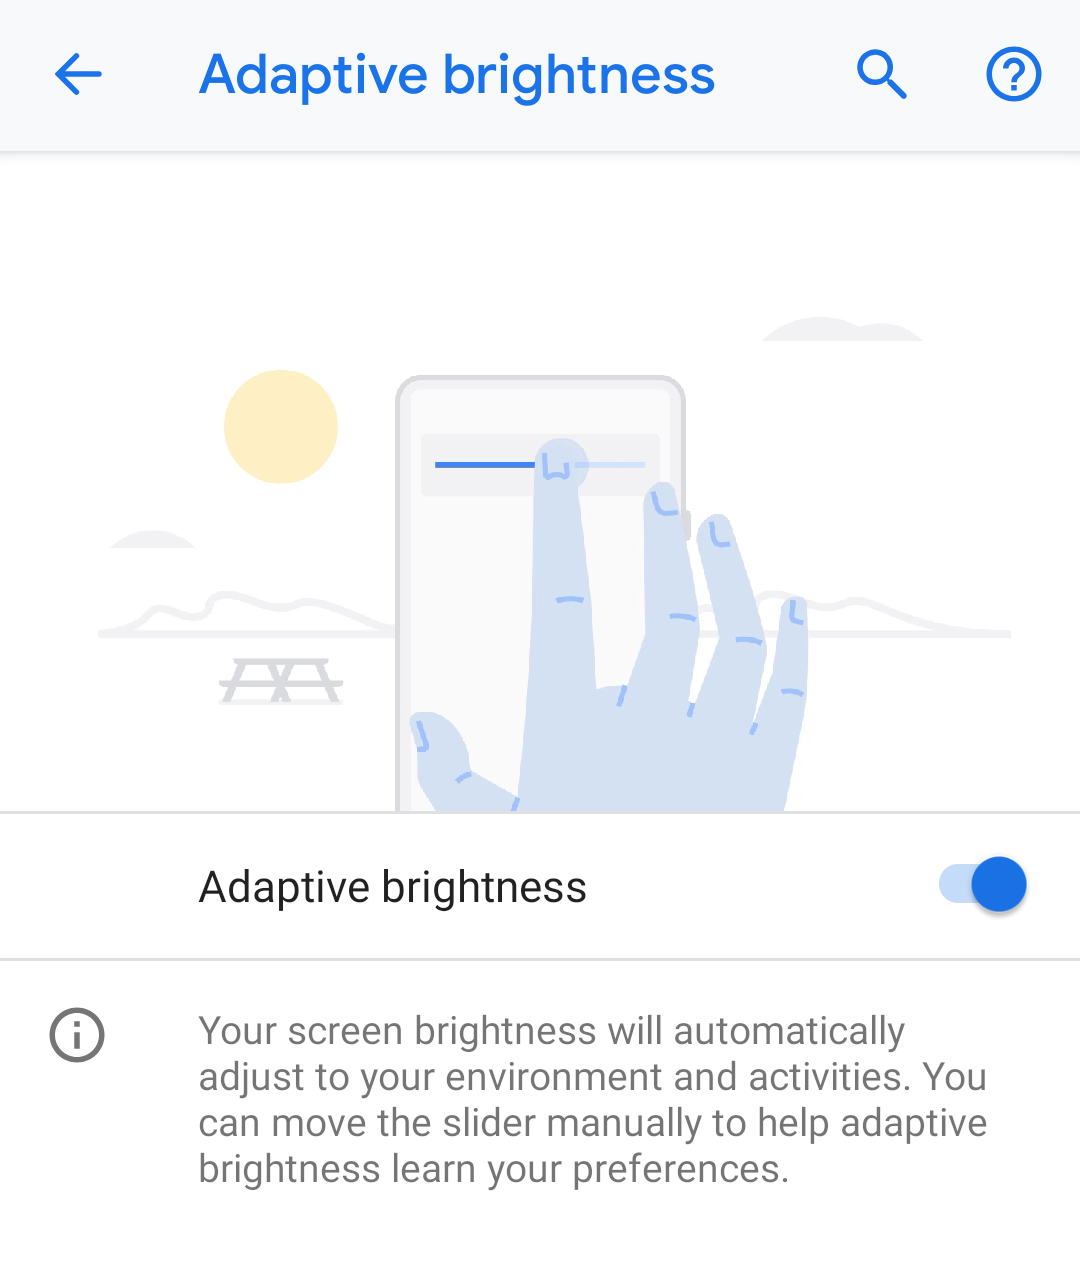 Adaptive brightness
Adaptive brightness
Your screen brightness will automatically
adjust to your environment and activities. You
can move the slider manually to help adaptive
brightness learn your preferences.